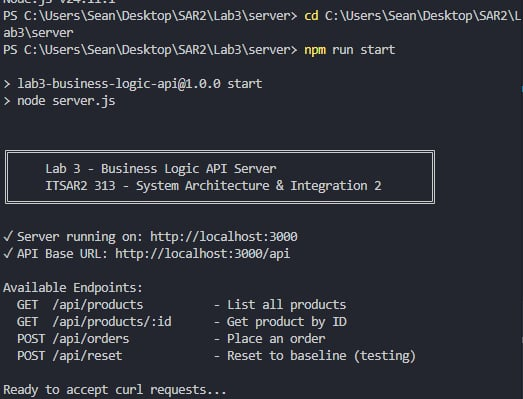 Node.js v24.11.1
PS C:\Users\Sean\Desktop\SAR2\Lab3\server> cd C:\Users\Sean\Desktop\SAR2\L
ab3\server
PS C:\Users\Sean\Desktop\SAR2\Lab3\server> npm run start
> lab3-business-logic-api@1.0.0 start
> node server.js
Lab 3 - Business Logic API Server
ITSAR2 313 - System Architecture & Integration 2
✓ Server running on: http://localhost:3000
✓ API Base URL: http://localhost:3000/api
Available Endpoints:
GET /api/products - List all products
GET /api/products/:id - Get product by ID
POST /api/orders - Place an order
POST /api/reset - Reset to baseline (testing)
Ready to accept curl requests...